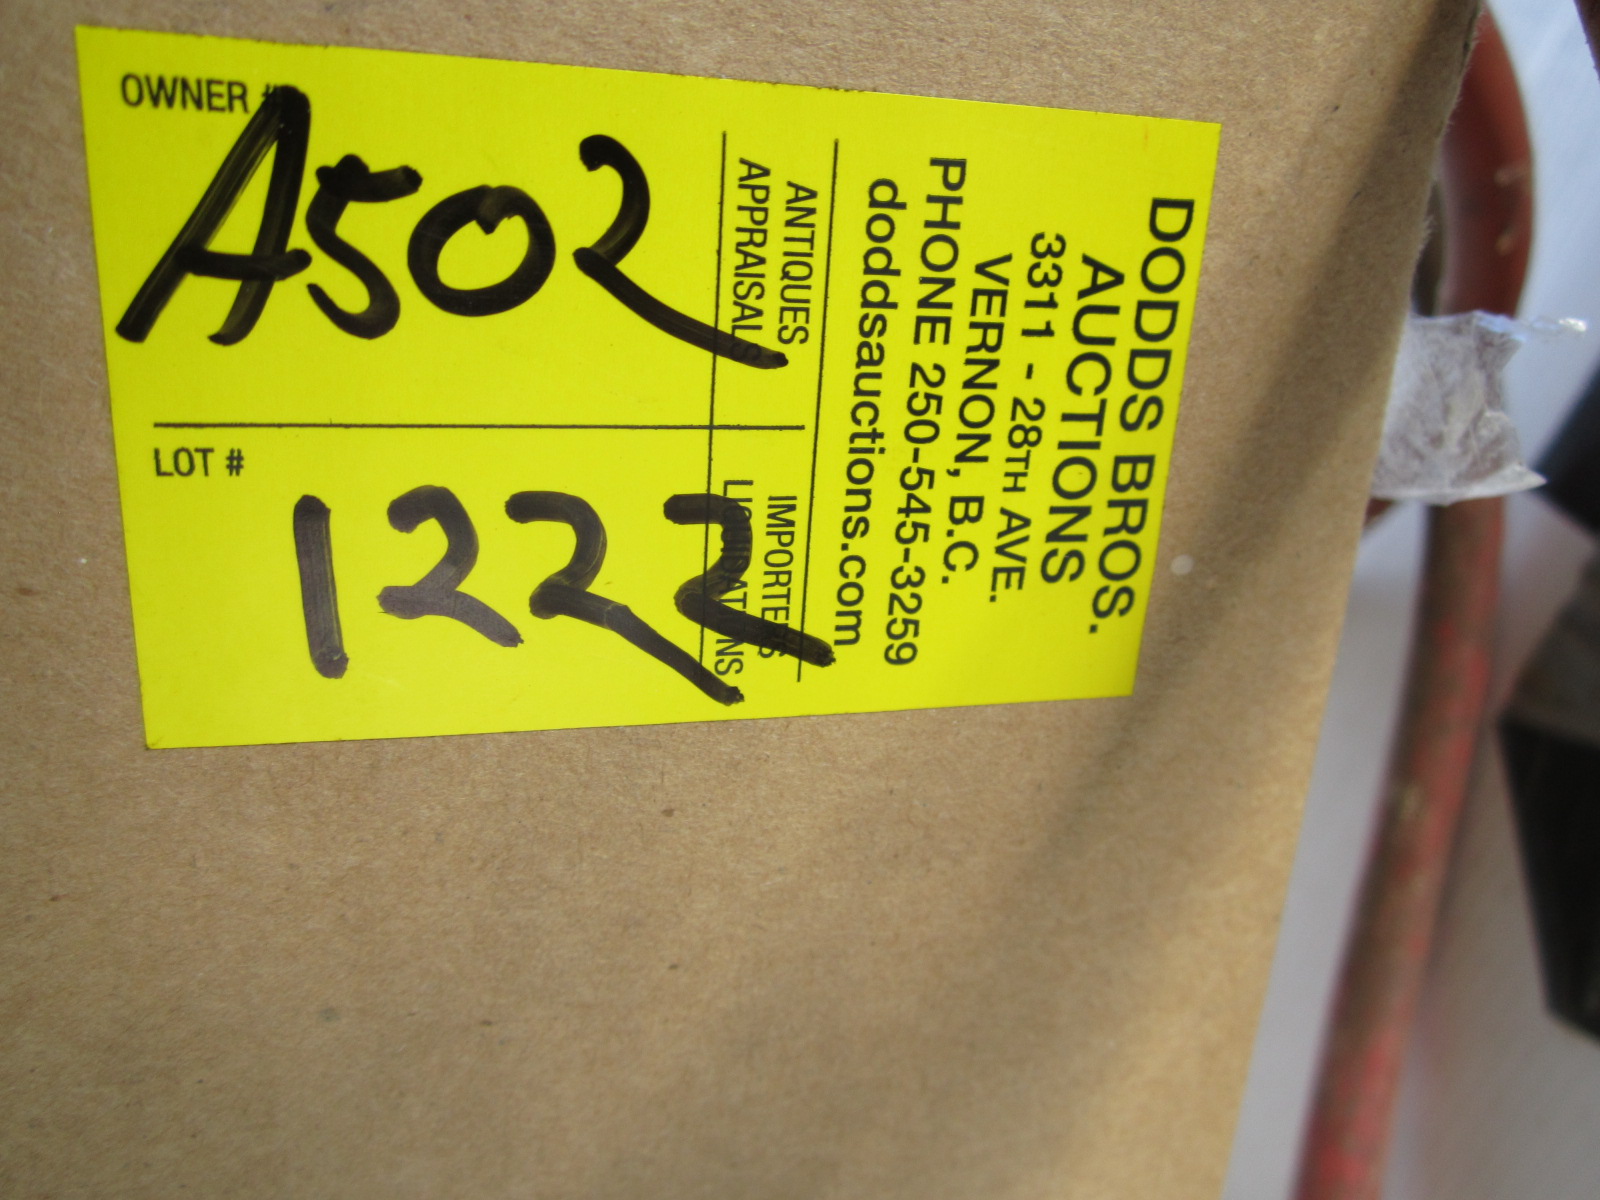 OWNER #
A502
LOT #
1222
DODDS BROS.
AUCTIONS
3311 - 28TH AVE.
VERNON, B.C.
PHONE 250-545-3259
doddsauctions.com
ANTIQUES
APPRAISALS
IMPORTERS
LIQUIDATIONS